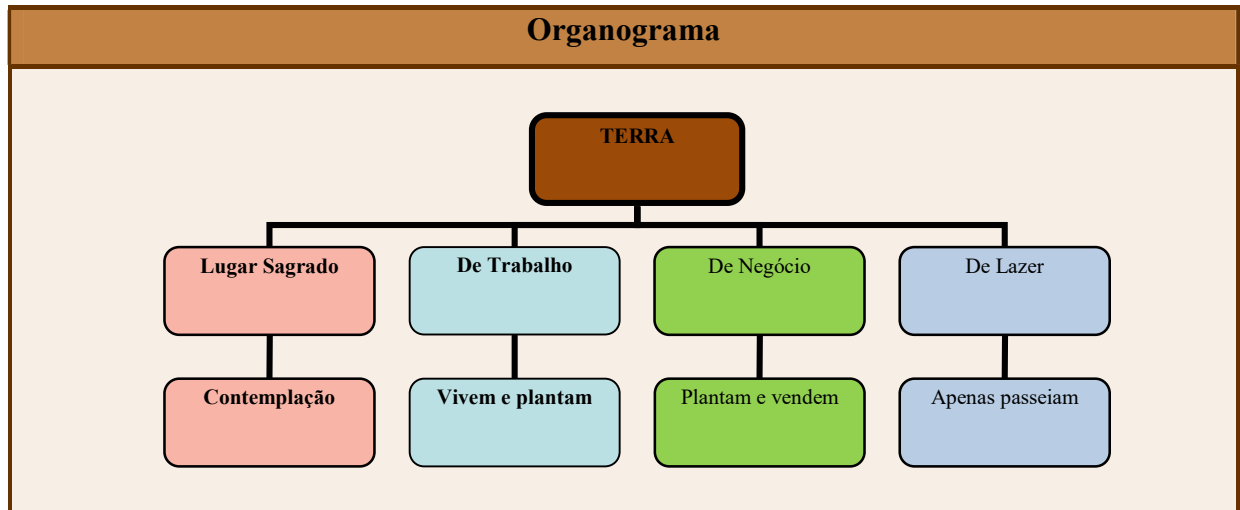 Organograma
TERRA
Lugar Sagrado
De Trabalho
De Negócio
De Lazer
Contemplação
Vivem e plantam
Plantam e vendem
Apenas passeiam